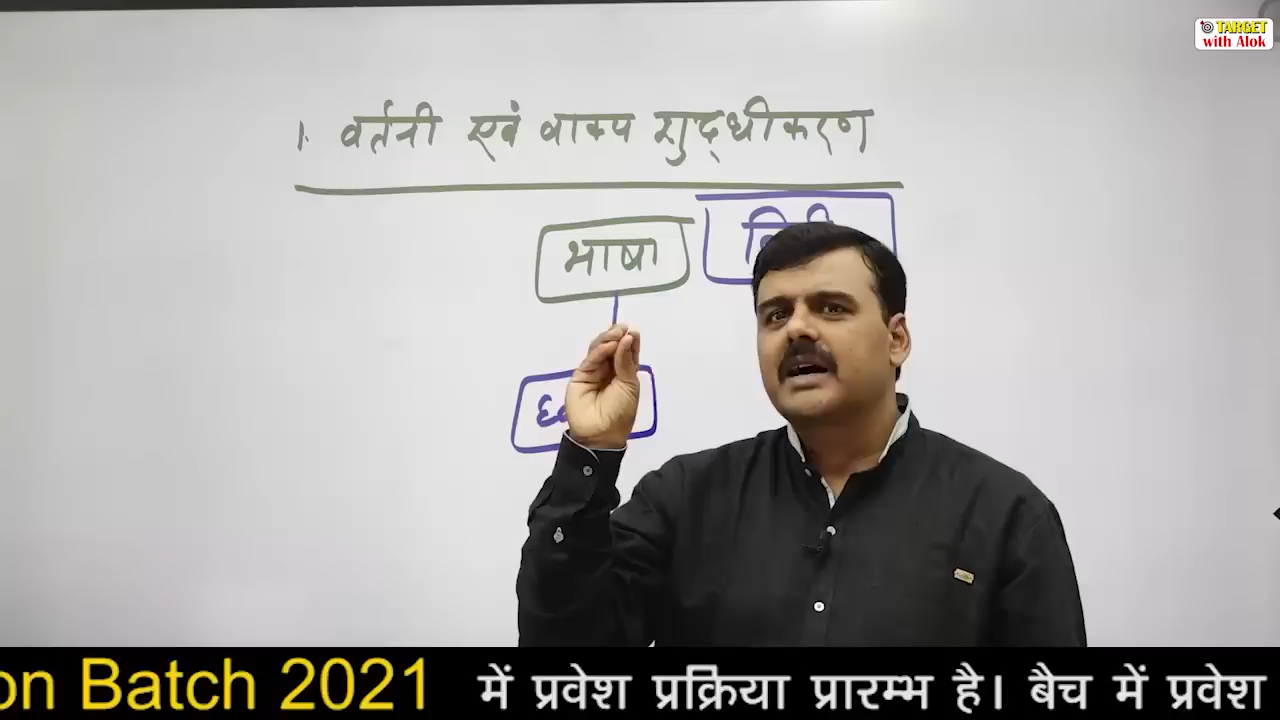 TARGET
with Alok
1. वर्तनी एवं वाक्य शुद्धीकरण
भाषा
on Batch 2021 में प्रवेश प्रक्रिया प्रारम्भ है। बैच में प्रवेश